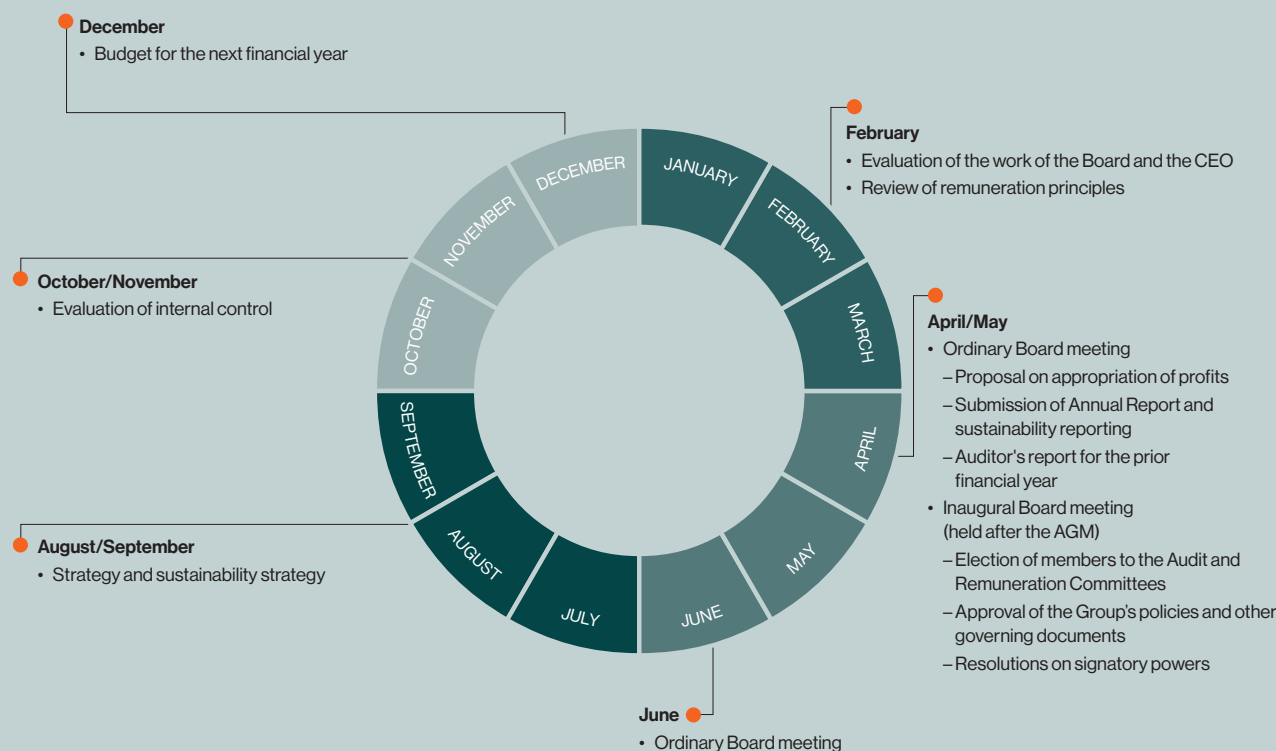 December
• Budget for the next financial year
February
• Evaluation of the work of the Board and the CEO
• Review of remuneration principles
October/November
• Evaluation of internal control
April/May
• Ordinary Board meeting
– Proposal on appropriation of profits
– Submission of Annual Report and
sustainability reporting
– Auditor's report for the prior
financial year
• Inaugural Board meeting
(held after the AGM)
– Election of members to the Audit and
Remuneration Committees
– Approval of the Group's policies and other
governing documents
– Resolutions on signatory powers
August/September
• Strategy and sustainability strategy
June
• Ordinary Board meeting
JANUARY
FEBRUARY
MARCH
APRIL
MAY
JUNE
JULY
AUGUST
SEPTEMBER
OCTOBER
NOVEMBER
DECEMBER